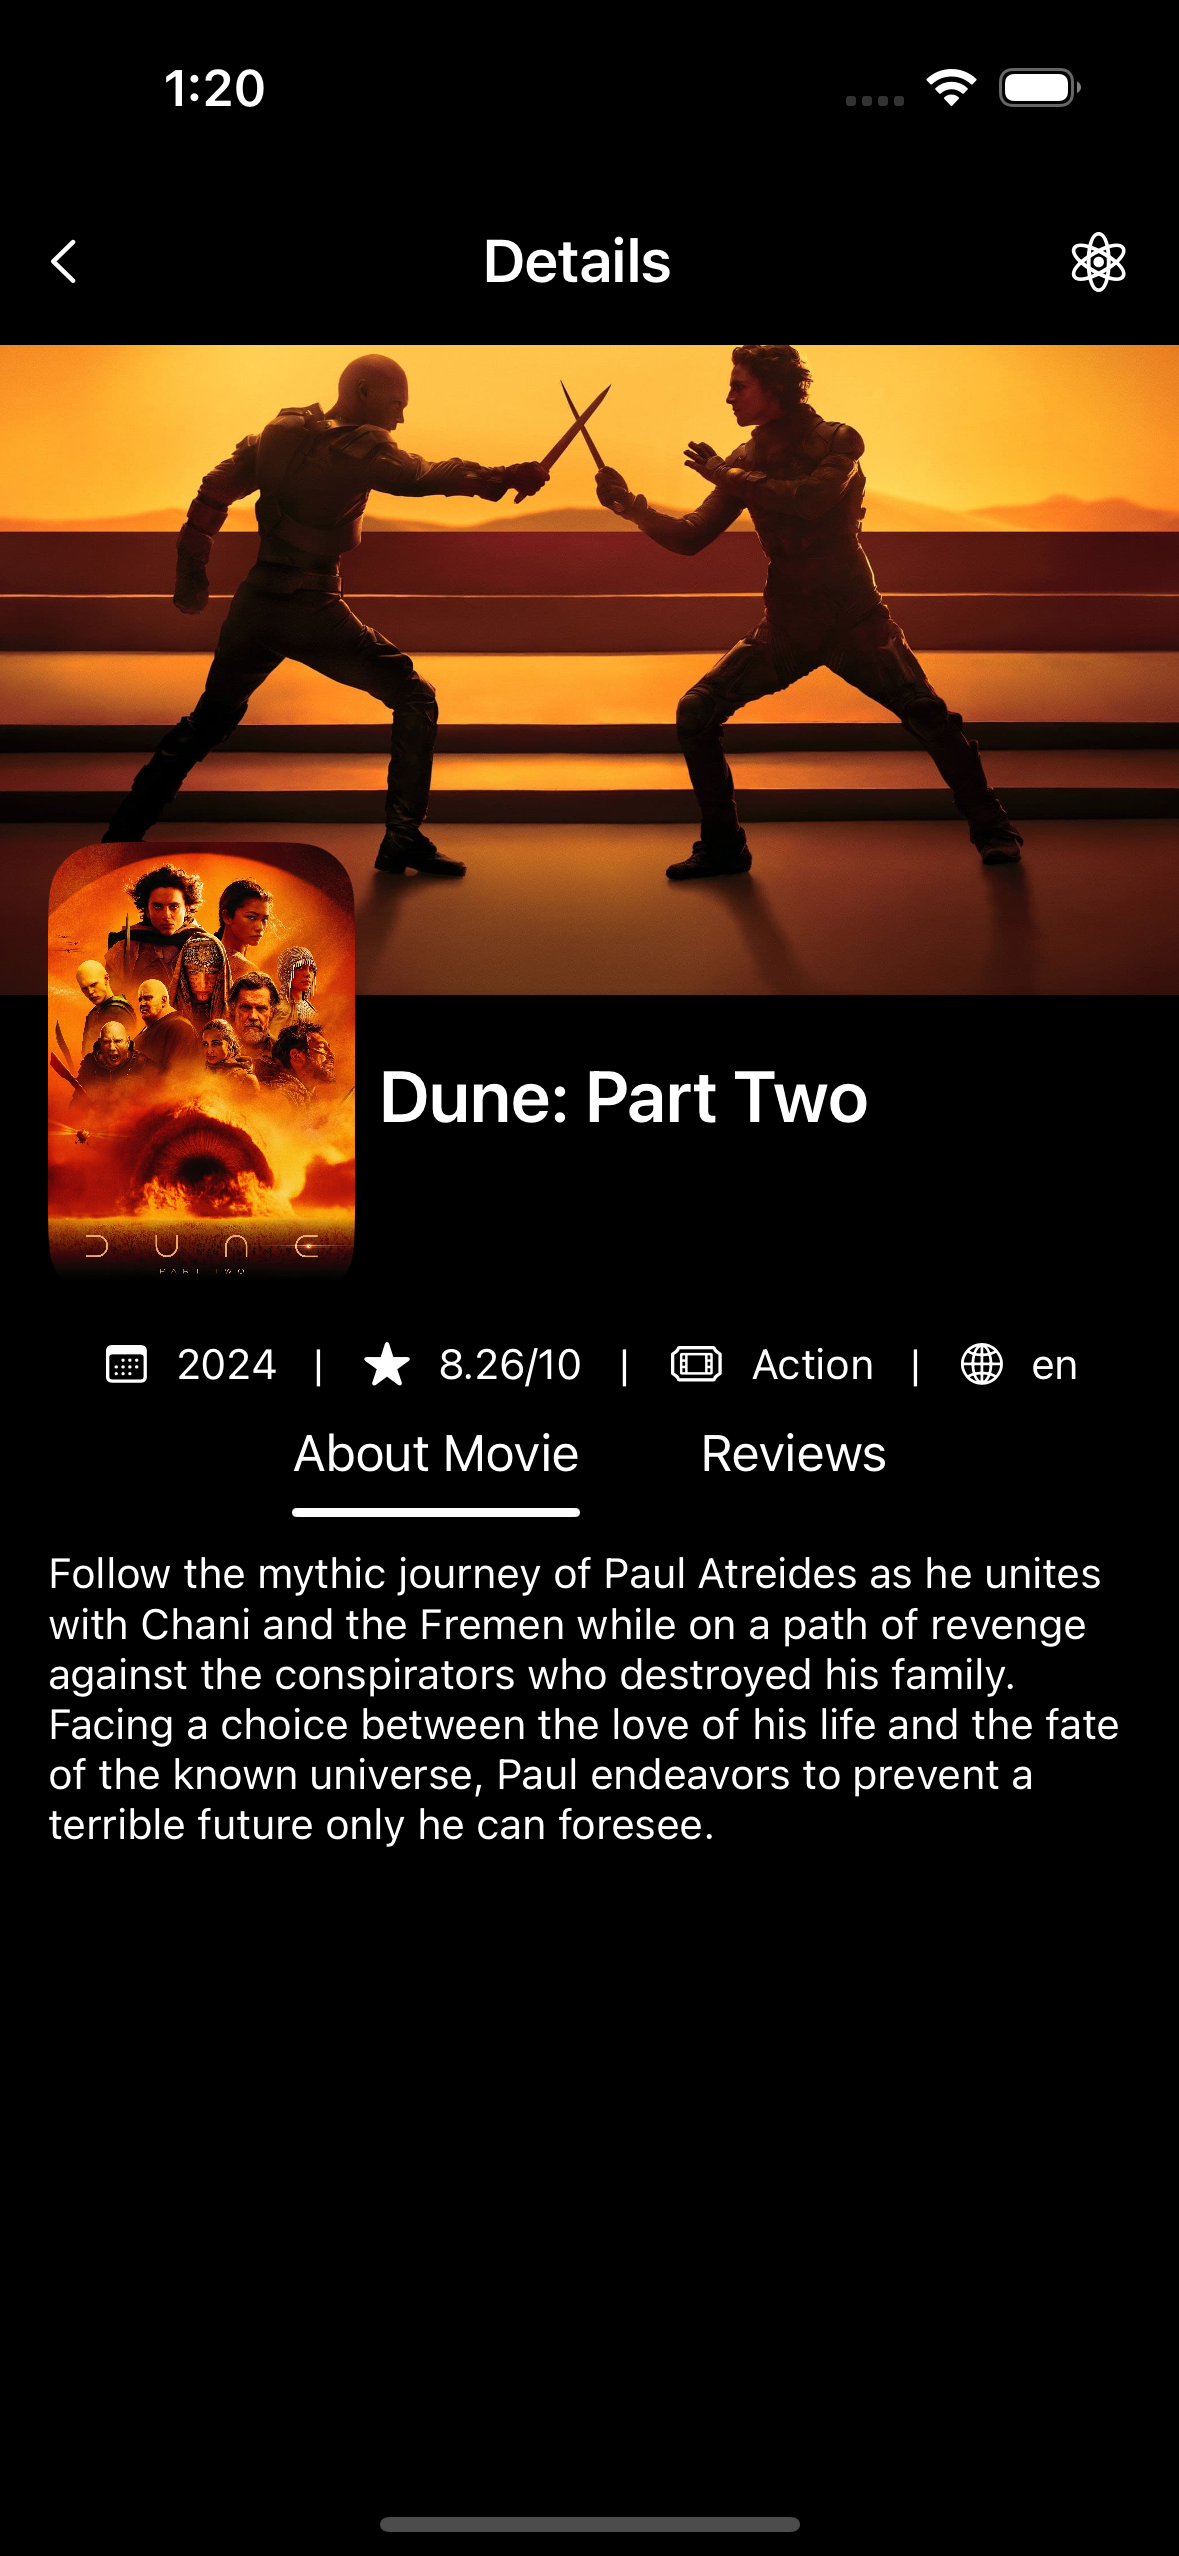 1:20
Details
DUNE
PART TWO
Dune: Part Two
2024 | 8.26/10 | Action | en
About Movie Reviews
Follow the mythic journey of Paul Atreides as he unites
with Chani and the Fremen while on a path of revenge
against the conspirators who destroyed his family.
Facing a choice between the love of his life and the fate
of the known universe, Paul endeavors to prevent a
terrible future only he can foresee.